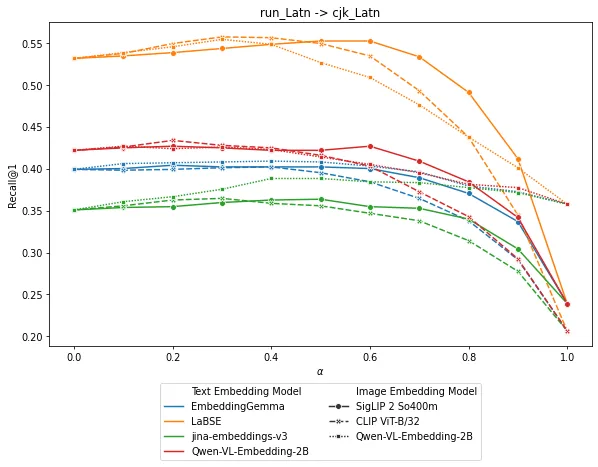 run_Latn -> cjk_Latn
Recall@1
0.55
0.50
0.45
0.40
0.35
0.30
0.25
0.20
0.0 0.2 0.4 0.6 0.8 1.0
α
Text Embedding Model Image Embedding Model
EmbeddingGemma SigLIP 2 So400m
LaBSE CLIP ViT-B/32
jina-embeddings-v3 Qwen-VL-Embedding-2B
Qwen-VL-Embedding-2B